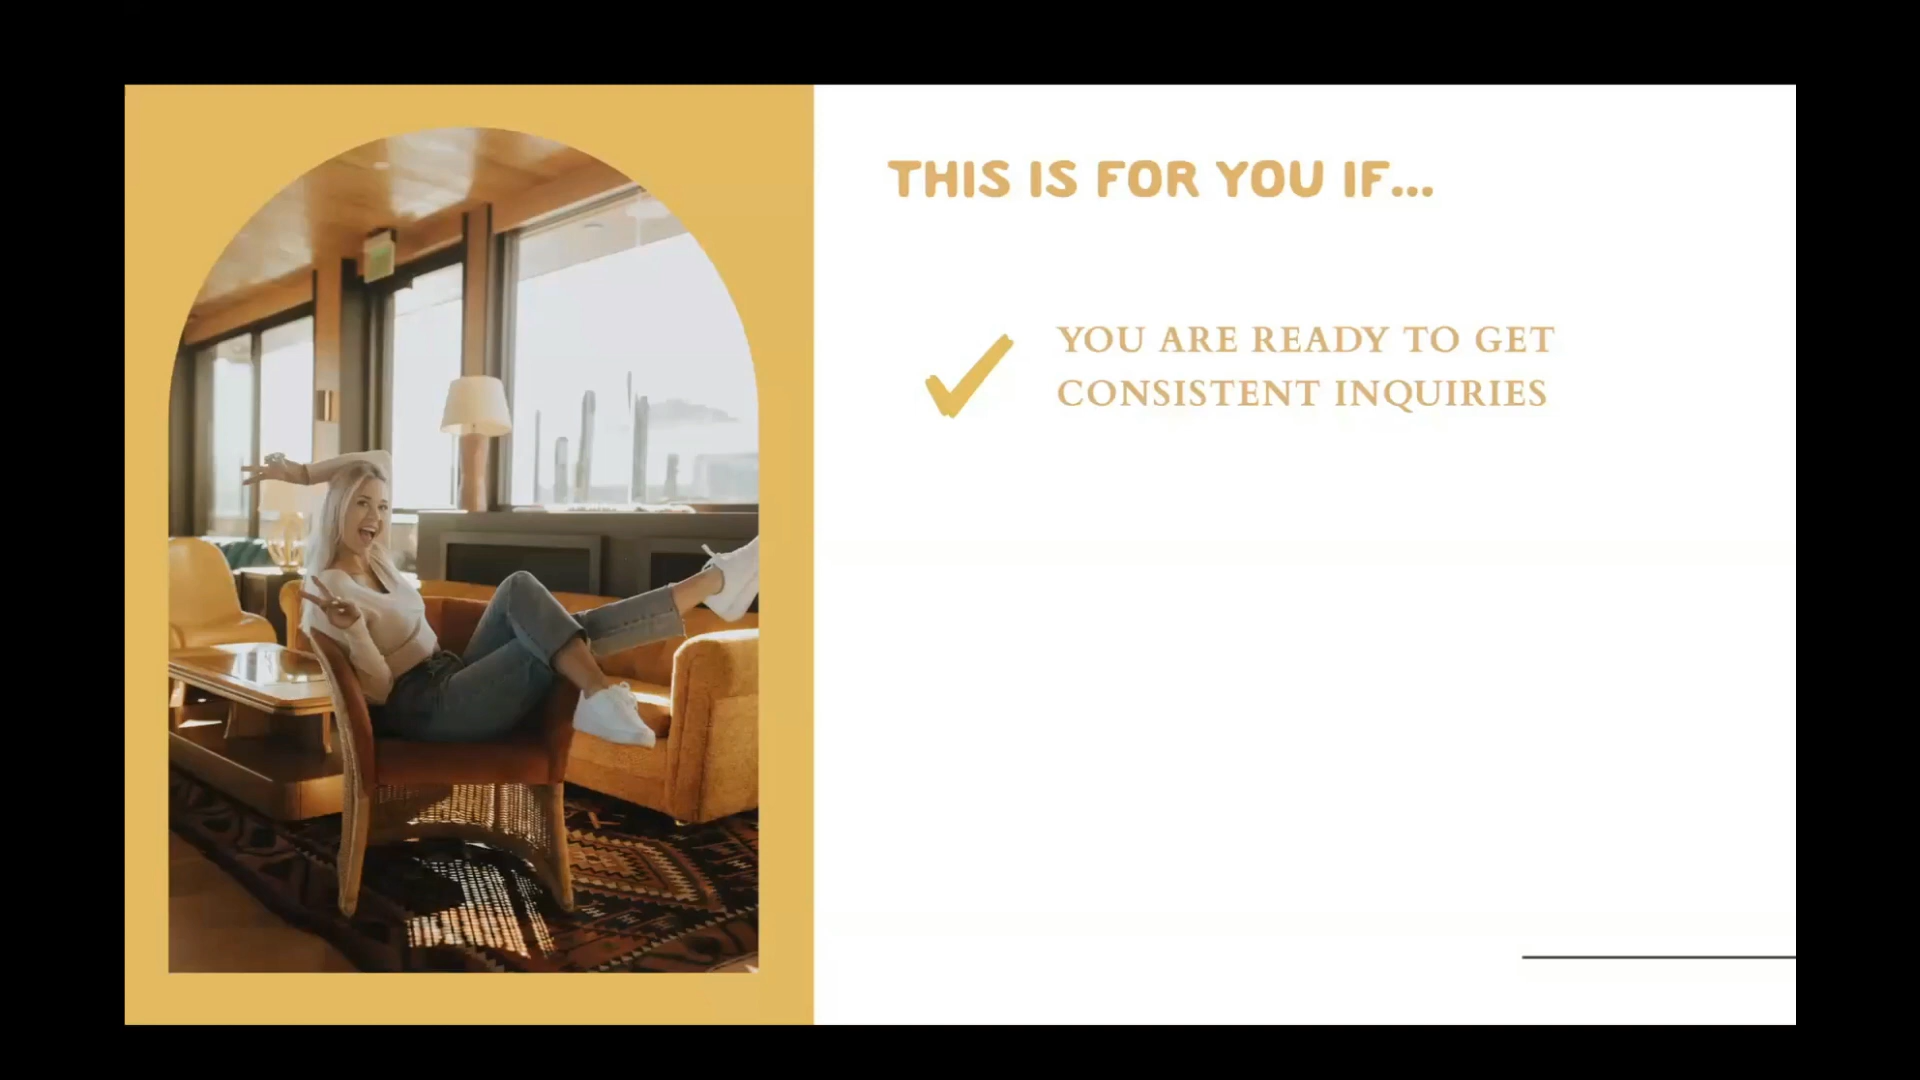 THIS IS FOR YOU IF...
YOU ARE READY TO GET
CONSISTENT INQUIRIES